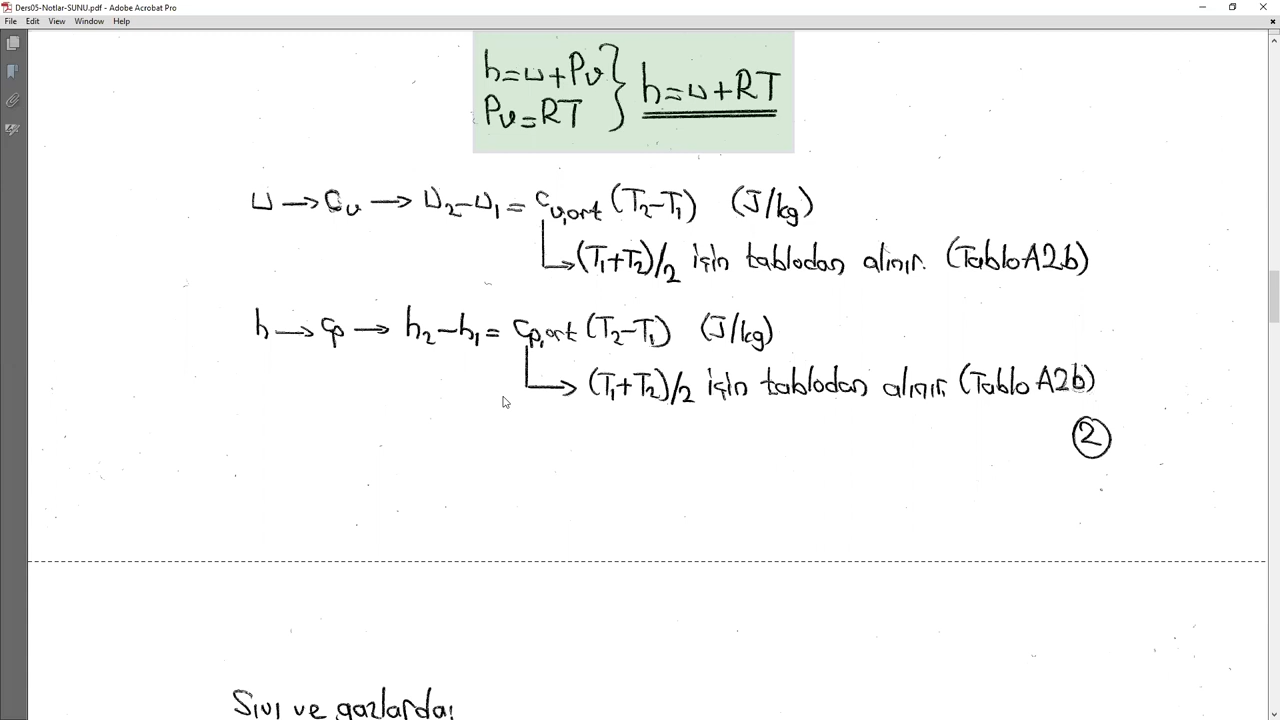 Ders05-Notlar-SUNU.pdf - Adobe Acrobat Pro
File Edit View Window Help
h=u+Pv
Pv=RT } h=u+RT
u → cv → u2-u1 = cv,ort (T2-T1) (J/kg)
→ (T1+T2)/2 için tablodan alınır. (Tablo A2b)
h → cp → h2-h1 = cp,ort (T2-T1) (J/kg)
→ (T1+T2)/2 için tablodan alınır (Tablo A2b)
2
Sıvı ve gazlarda;